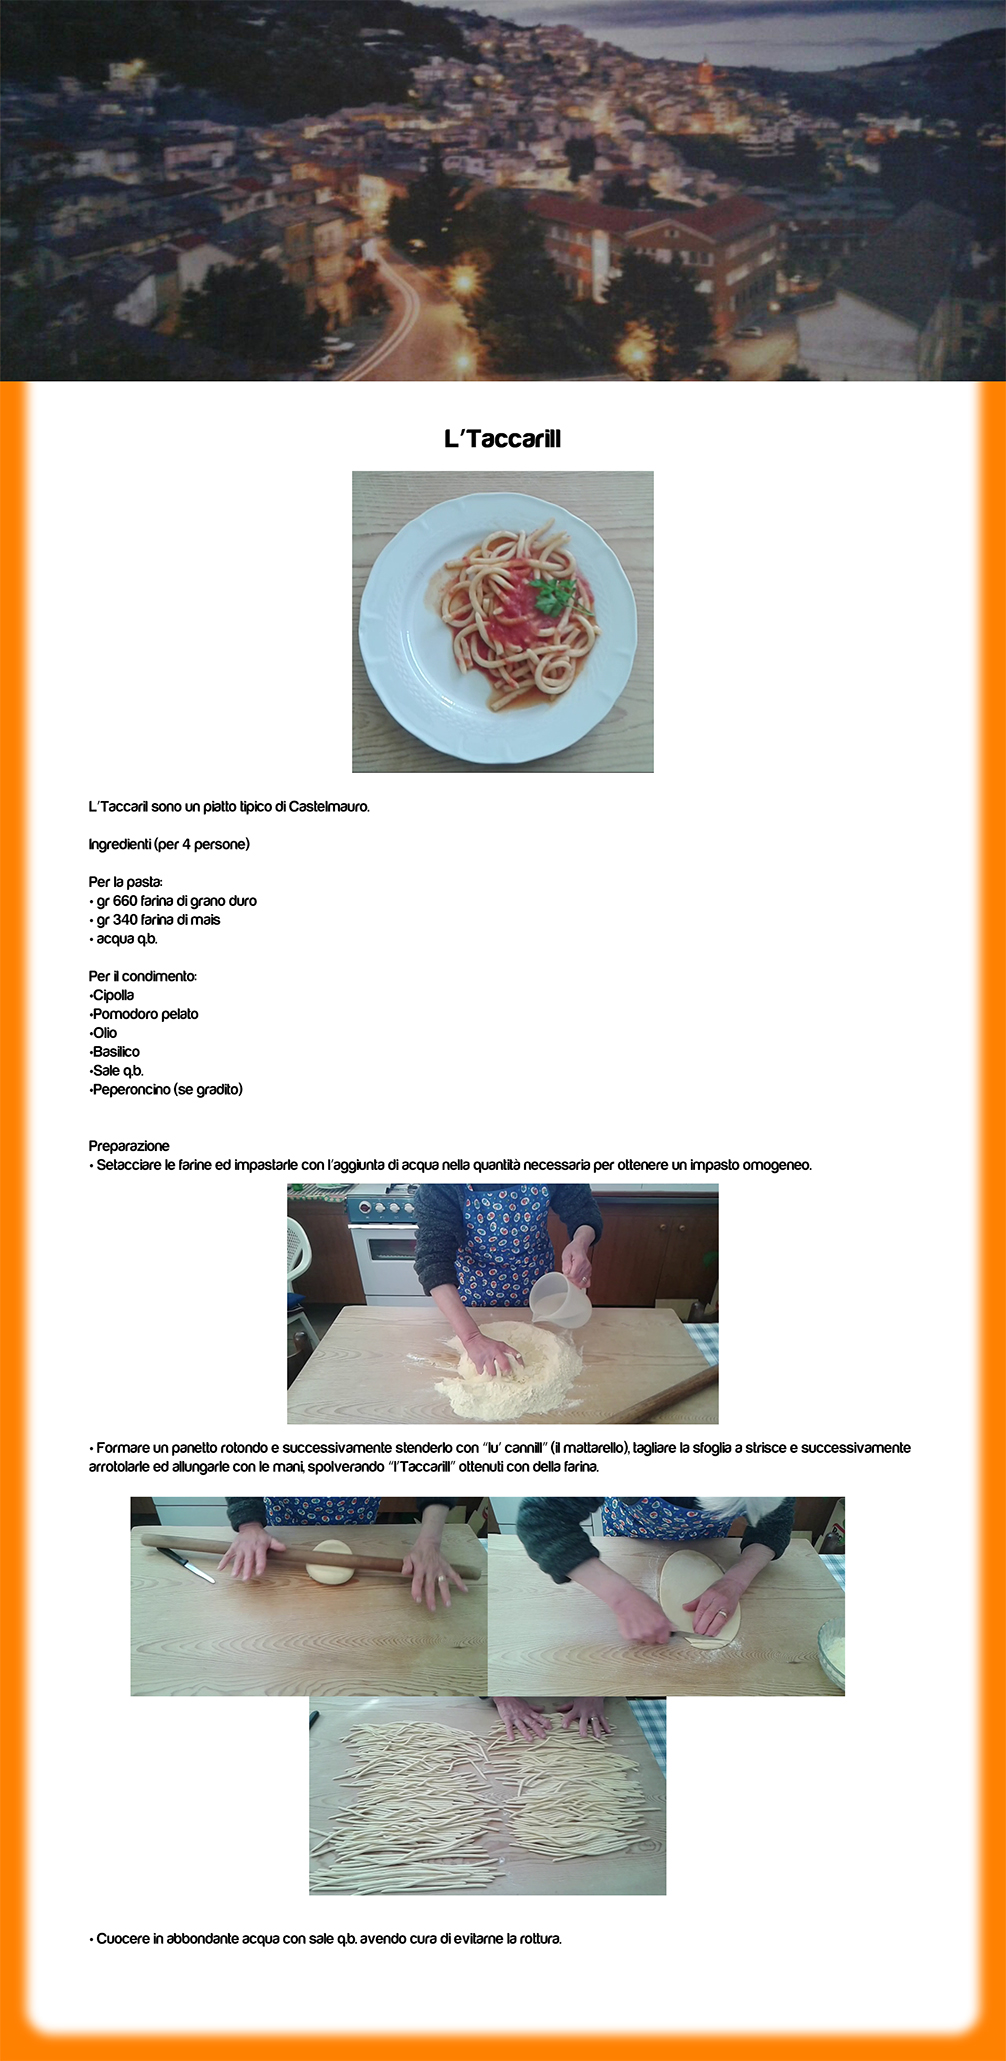 L'Taccarill
L'Taccaril sono un piatto tipico di Castelmauro.
Ingredienti (per 4 persone)
Per la pasta:
• gr 660 farina di grano duro
• gr 340 farina di mais
• acqua q.b.
Per il condimento:
•Cipolla
•Pomodoro pelato
•Olio
•Basilico
•Sale q.b.
•Peperoncino (se gradito)
Preparazione
• Setacciare le farine ed impastarle con l'aggiunta di acqua nella quantità necessaria per ottenere un impasto omogeneo.
• Formare un panetto rotondo e successivamente stenderlo con "lu' cannill" (il mattarello), tagliare la sfoglia a strisce e successivamente
arrotolarle ed allungarle con le mani, spolverando "l'Taccarill" ottenuti con della farina.
• Cuocere in abbondante acqua con sale q.b. avendo cura di evitarne la rottura.